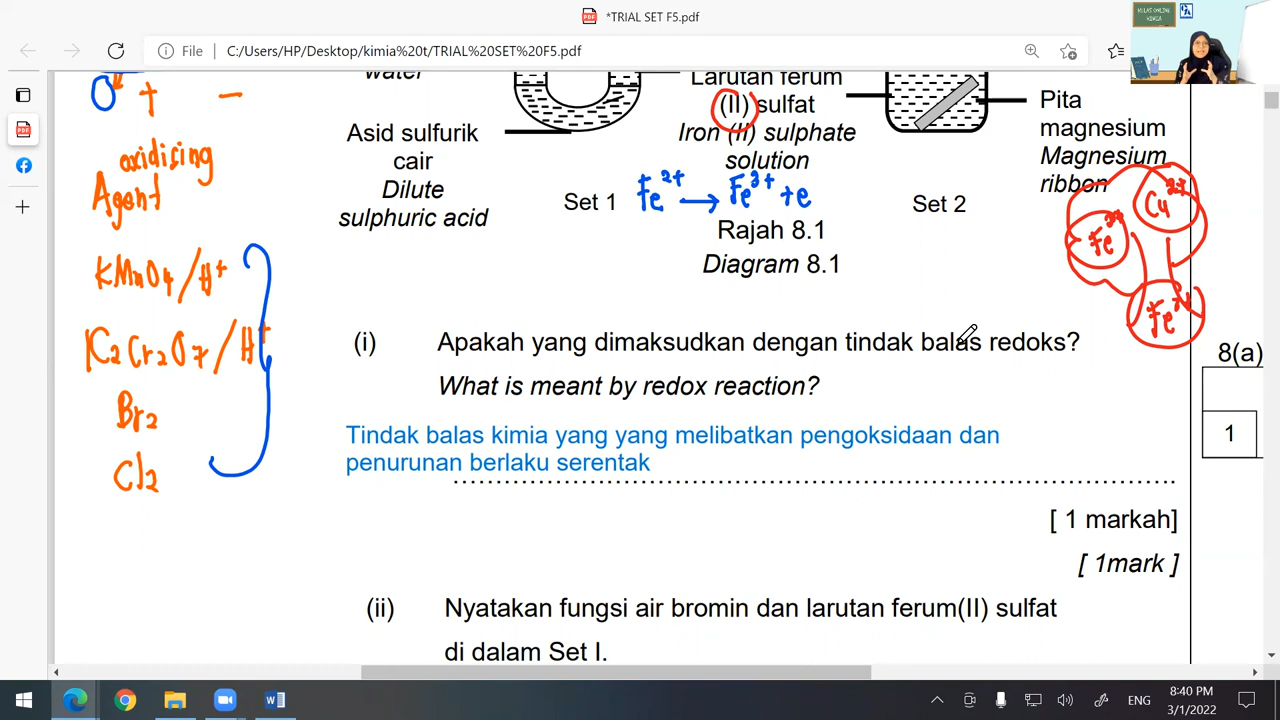 *TRIAL SET F5.pdf
File
C:/Users/HP/Desktop/kimia%20t/TRIAL%20SET%20F5.pdf
KELAS ONLINE
KIMIA
O + -
oxidising
Agent
KMnO4/H+
K2Cr2O7/H+
Br2
Cl2
water
Asid sulfurik
cair
Dilute
sulphuric acid
Larutan ferum
(II) sulfat
Iron (II) sulphate
solution
Pita
magnesium
Magnesium
ribbon
Set 1
Fe2+ → Fe3+ + e
Set 2
Rajah 8.1
Diagram 8.1
Cu2+
Fe3+
Fe2+
(i) Apakah yang dimaksudkan dengan tindak balas redoks?
What is meant by redox reaction?
8(a)
1
Tindak balas kimia yang yang melibatkan pengoksidaan dan
penurunan berlaku serentak
[ 1 markah]
[ 1mark ]
(ii) Nyatakan fungsi air bromin dan larutan ferum(II) sulfat
di dalam Set I.
ENG
8:40 PM
3/1/2022